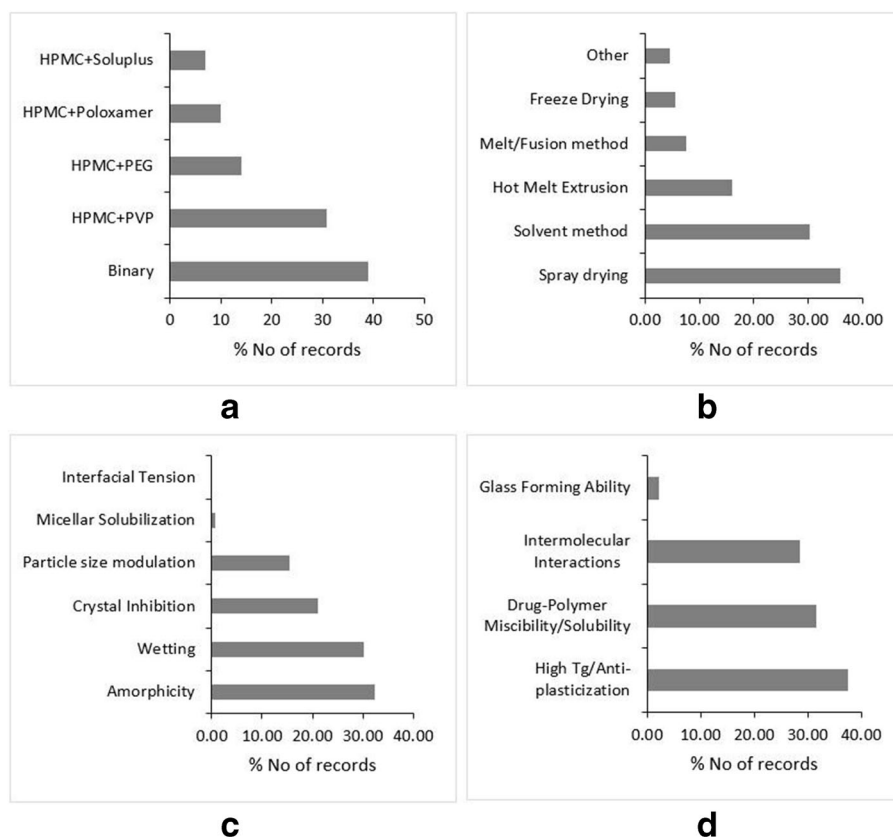 HPMC+Soluplus
HPMC+Poloxamer
HPMC+PEG
HPMC+PVP
Binary
0 10 20 30 40 50
% No of records
a
Other
Freeze Drying
Melt/Fusion method
Hot Melt Extrusion
Solvent method
Spray drying
0.00 10.00 20.00 30.00 40.00
% No of records
b
Interfacial Tension
Micellar Solubilization
Particle size modulation
Crystal Inhibition
Wetting
Amorphicity
0.00 10.00 20.00 30.00 40.00
% No of records
c
Glass Forming Ability
Intermolecular
Interactions
Drug-Polymer
Miscibility/Solubility
High Tg/Anti-
plasticization
0.00 10.00 20.00 30.00 40.00
% No of records
d